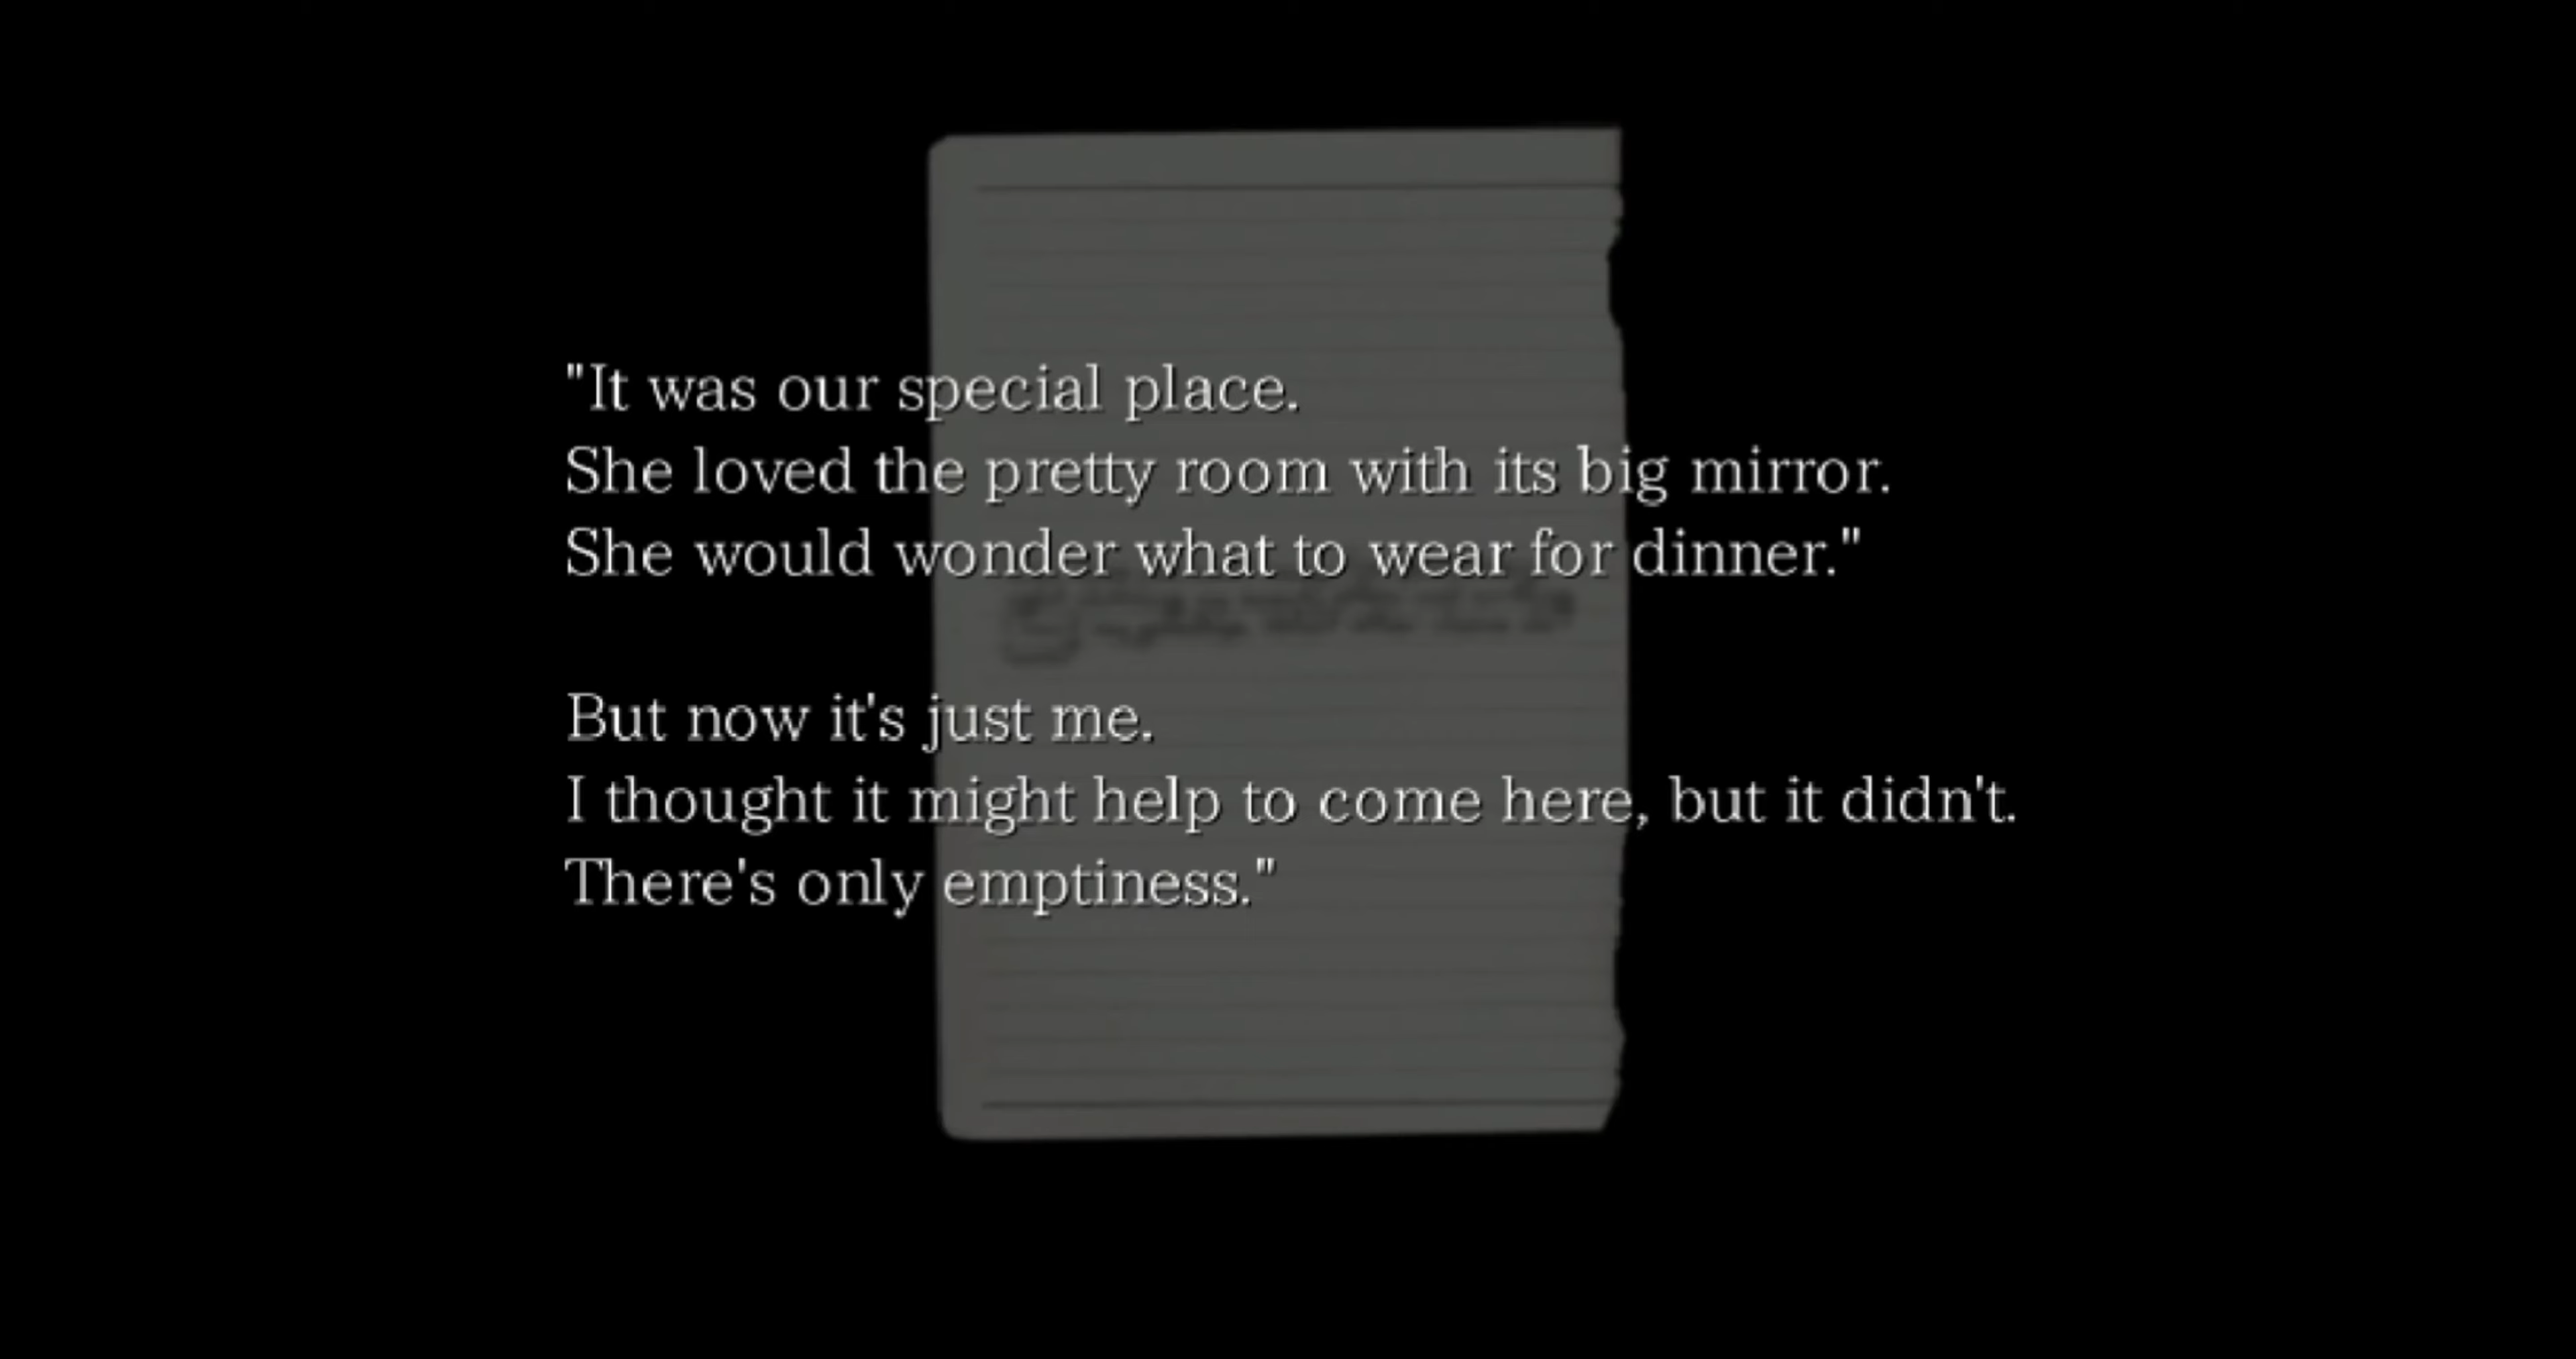 "It was our special place.
She loved the pretty room with its big mirror.
She would wonder what to wear for dinner."
But now it's just me.
I thought it might help to come here, but it didn't.
There's only emptiness."